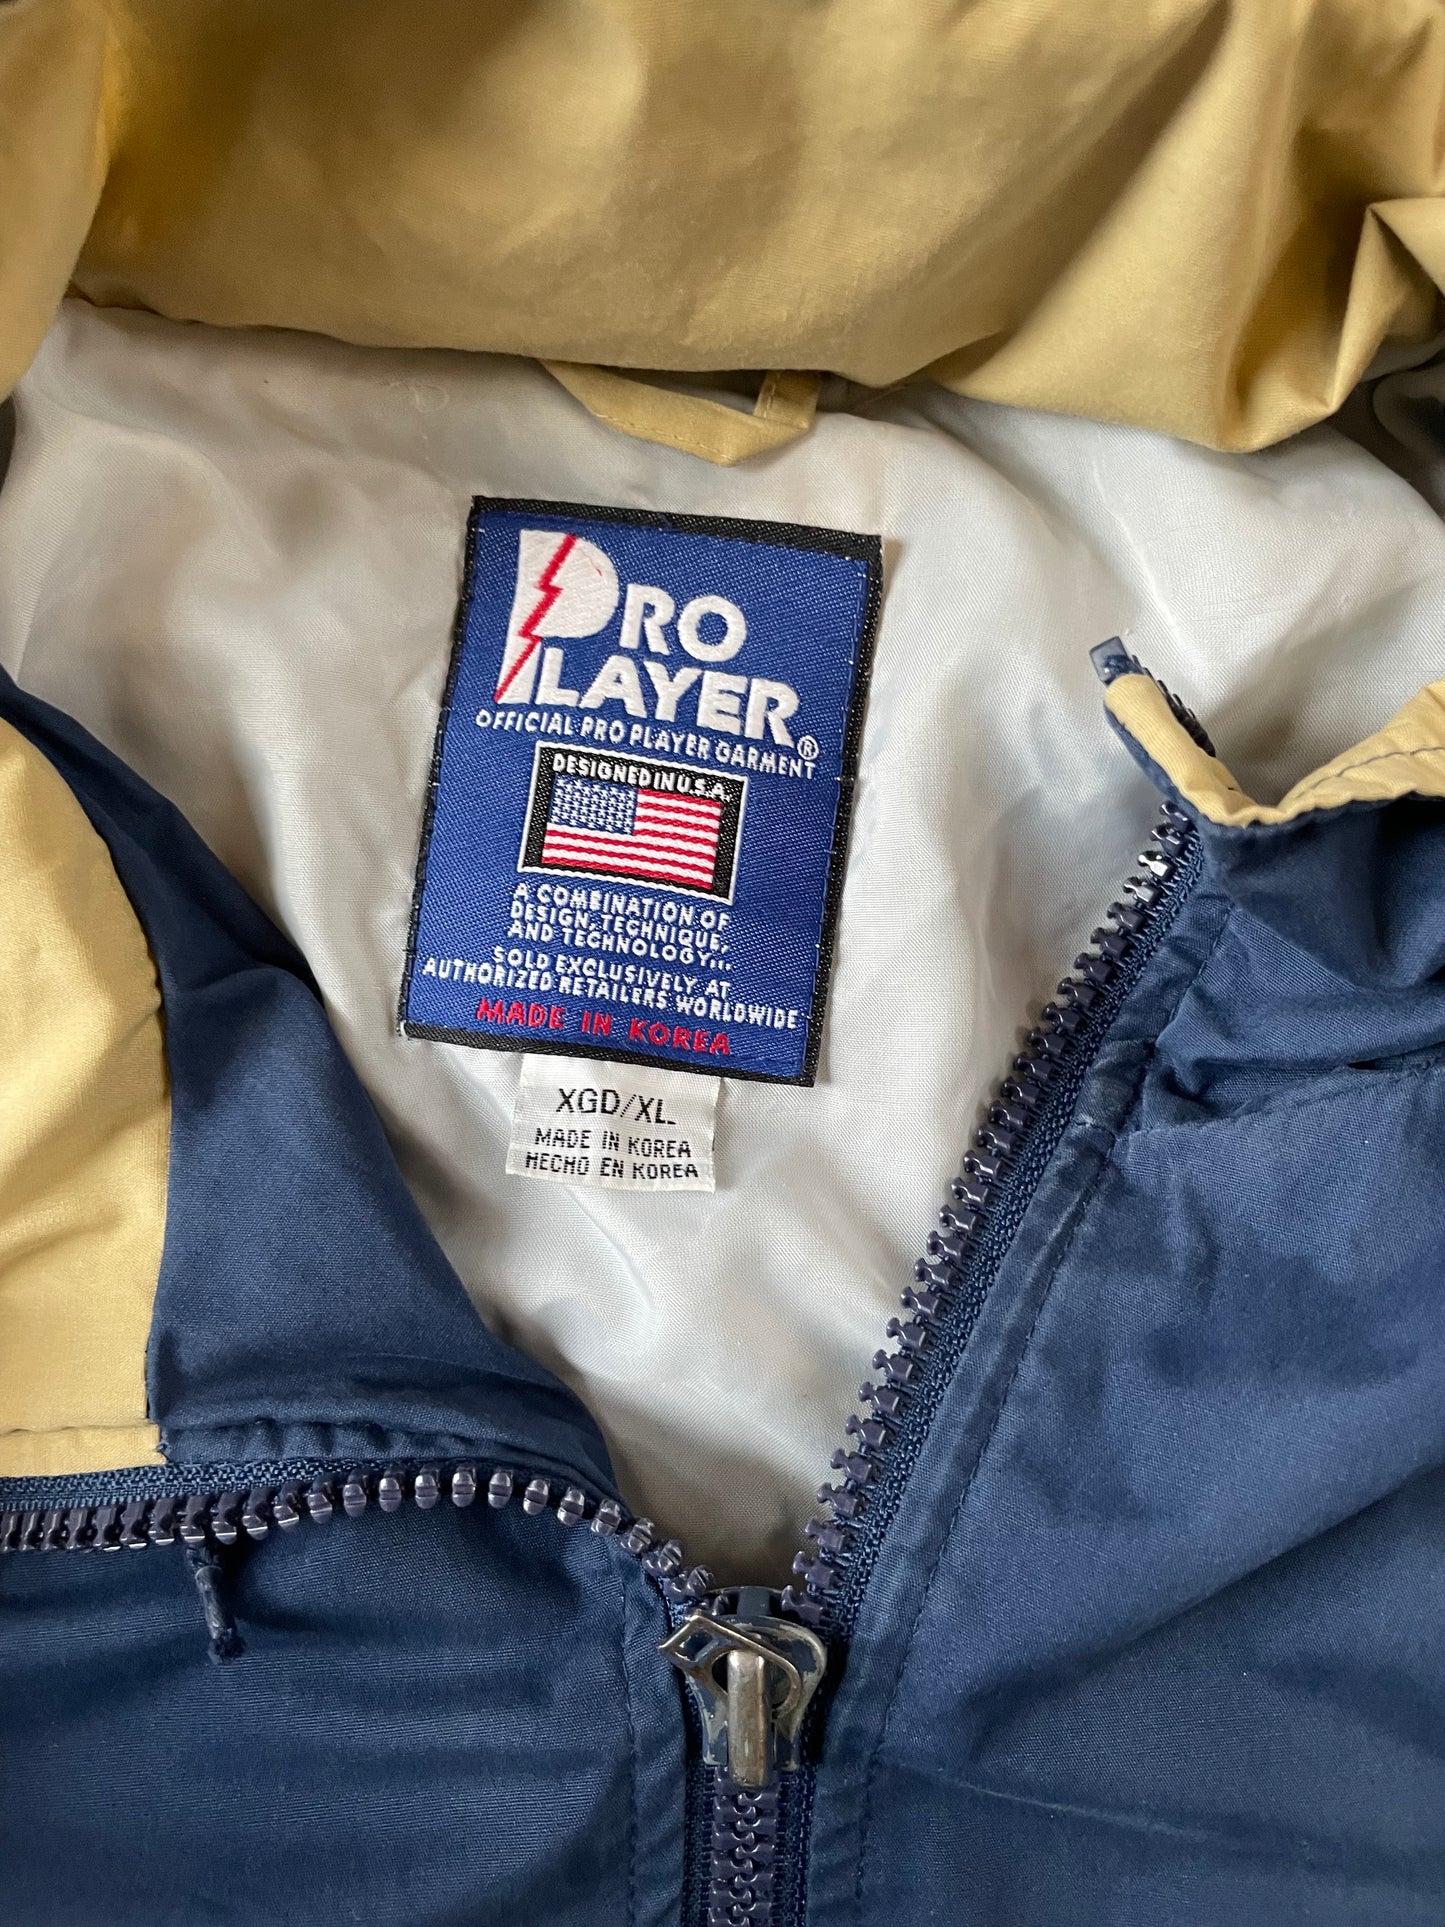 PRO
PLAYER®
OFFICIAL PRO PLAYER GARMENT
DESIGNED IN U.S.A.
A COMBINATION OF
DESIGN, TECHNIQUE,
AND TECHNOLOGY...
SOLD EXCLUSIVELY AT
AUTHORIZED RETAILERS WORLDWIDE
MADE IN KOREA
XGD/XL
MADE IN KOREA
HECHO EN KOREA